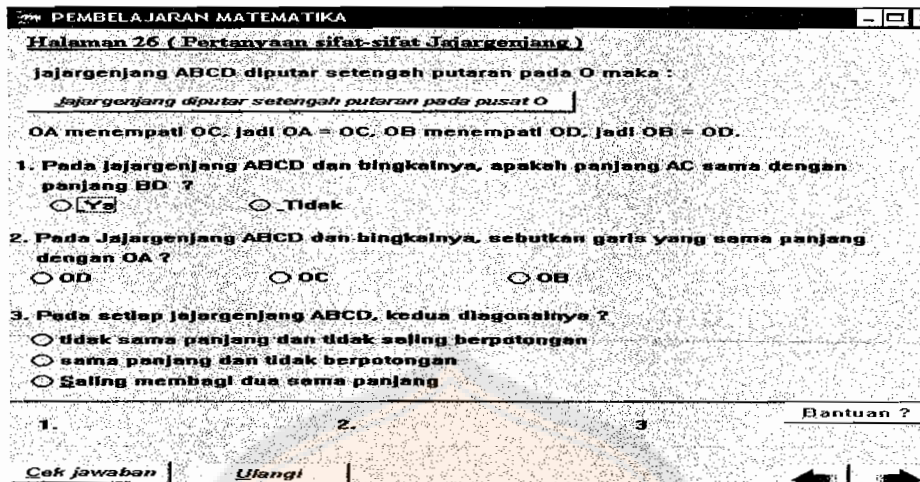 PEMBELAJARAN MATEMATIKA
Halaman 26 ( Pertanyaan sifat-sifat Jajargenjang )
jajargenjang ABCD diputar setengah putaran pada O maka :
Jajargenjang diputar setengah putaran pada pusat O
OA menempati OC, jadi OA = OC, OB menempati OD, jadi OB = OD.
1. Pada jajargenjang ABCD dan bingkainya, apakah panjang AC sama dengan
panjang BD ?
Ya Tidak
2. Pada Jajargenjang ABCD dan bingkainya, sebutkan garis yang sama panjang
dengan OA ?
OD OC OB
3. Pada setiap jajargenjang ABCD, kedua diagonalnya ?
tidak sama panjang dan tidak saling berpotongan
sama panjang dan tidak berpotongan
Saling membagi dua sama panjang
1. 2. 3
Bantuan ?
Cek jawaban Ulangi